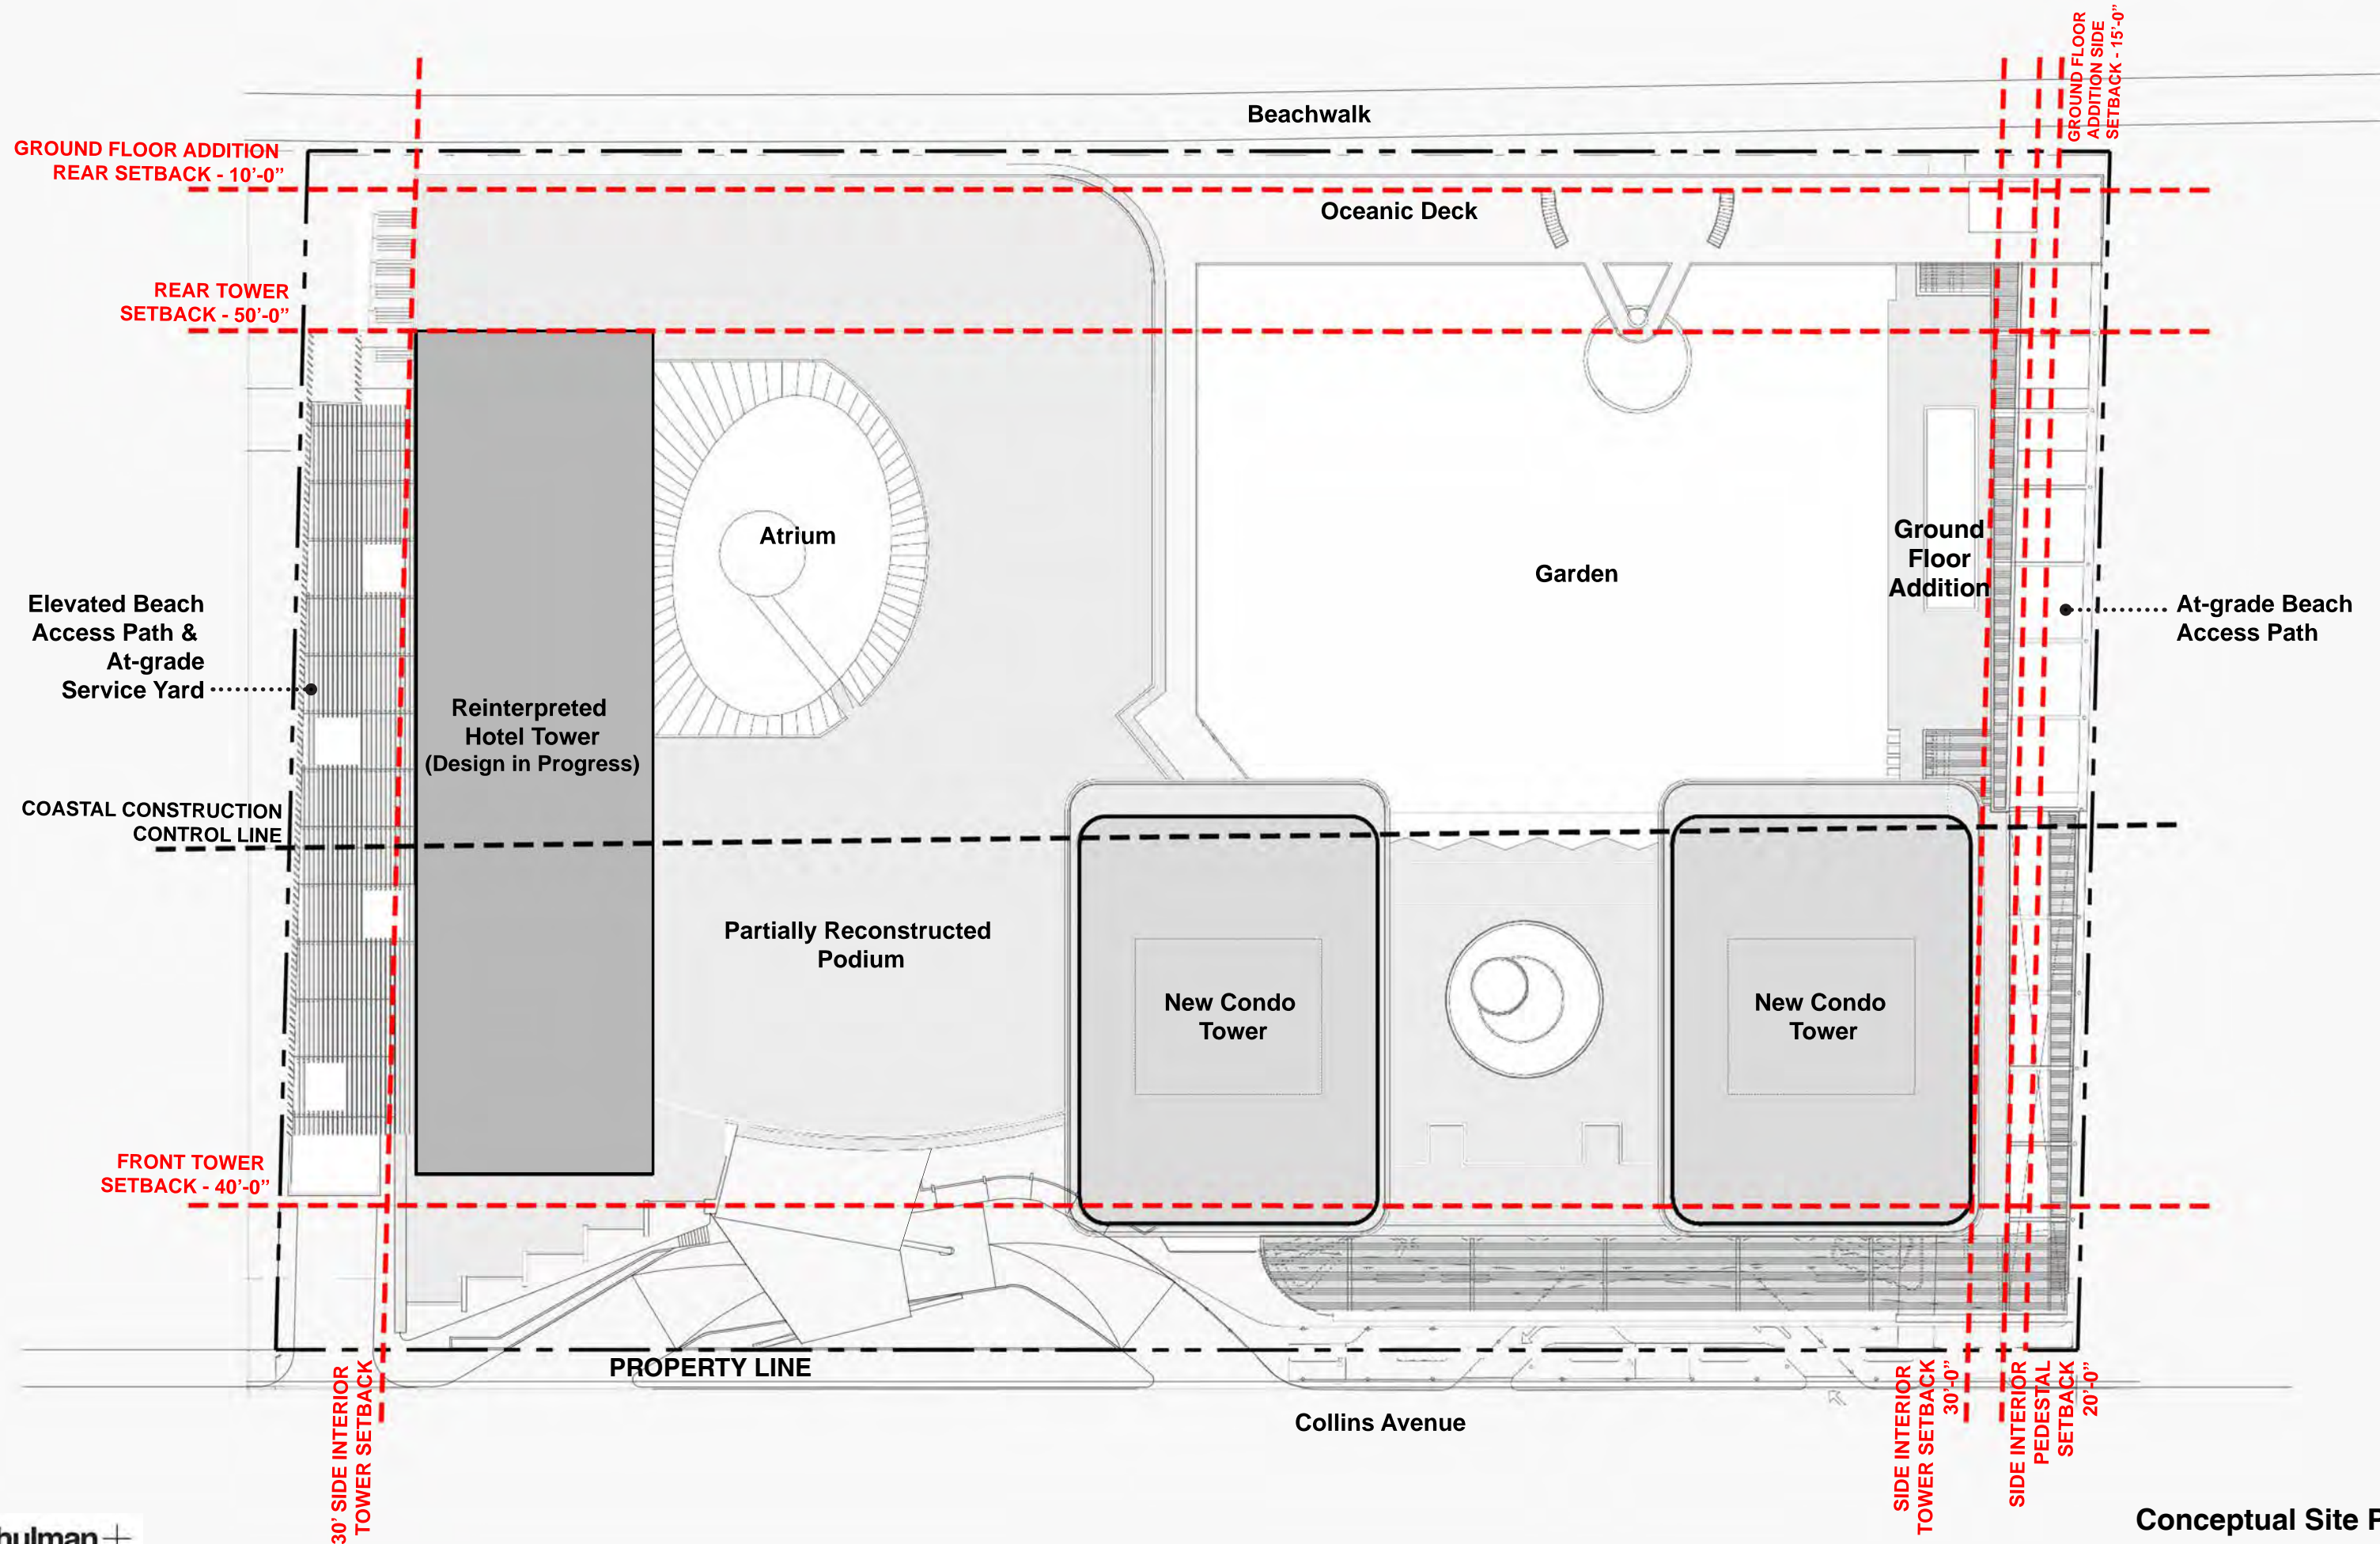 GROUND FLOOR
ADDITION SIDE
SETBACK - 15’-0”
Beachwalk
GROUND FLOOR ADDITION
REAR SETBACK - 10’-0”
Oceanic Deck
REAR TOWER
SETBACK - 50’-0”
Atrium
Garden
Ground
Floor
Addition
Elevated Beach
Access Path &
At-grade
Service Yard
At-grade Beach
Access Path
Reinterpreted
Hotel Tower
(Design in Progress)
COASTAL CONSTRUCTION
CONTROL LINE
Partially Reconstructed
Podium
New Condo
Tower
New Condo
Tower
FRONT TOWER
SETBACK - 40’-0”
PROPERTY LINE
30’ SIDE INTERIOR
TOWER SETBACK
Collins Avenue
SIDE INTERIOR
TOWER SETBACK
30’-0”
SIDE INTERIOR
PEDESTAL
SETBACK
20’-0”
hulman+
Conceptual Site P